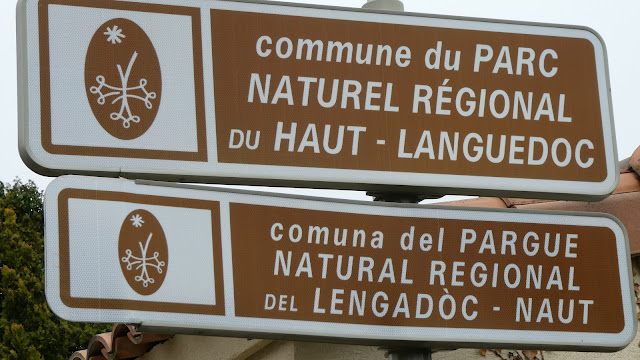 commune du PARC
NATUREL RÉGIONAL
DU HAUT - LANGUEDOC
comuna del PARGUE
NATURAL REGIONAL
DEL LENGADÒC - NAUT